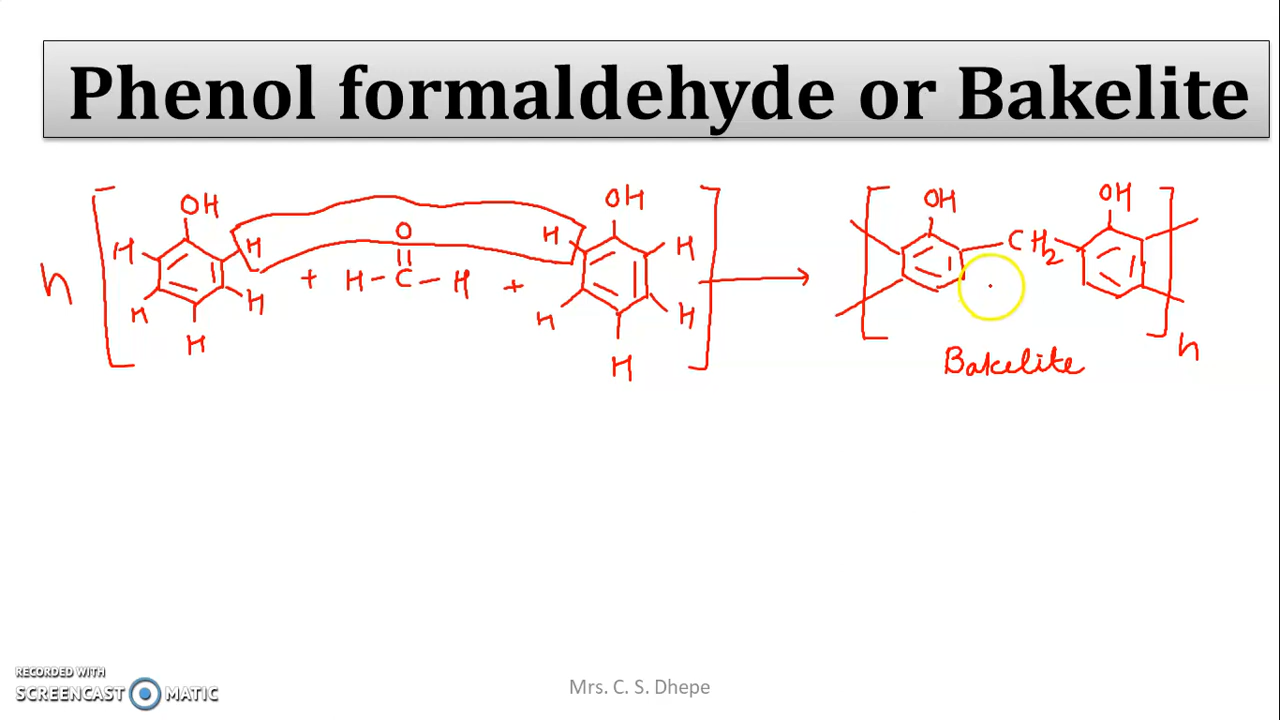 Phenol formaldehyde or Bakelite
OH OH OH OH
H H O H H CH2
n H H H - C - H H H n
+ +
H H
Bakelite
RECORDED WITH
SCREENCAST MATIC
Mrs. C. S. Dhepe